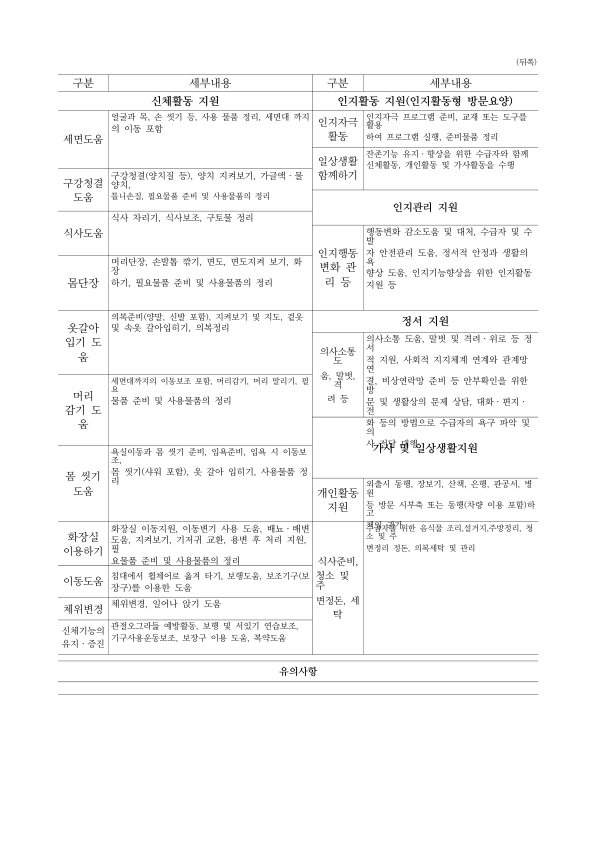 (뒤쪽)
구분
세부내용
구분
세부내용
신체활동 지원
세면도움
얼굴과 목, 손 씻기 등, 사용 물품 정리, 세면대 까지
의 이동 포함
구강청결
도움
구강청결(양치질 등), 양치 지켜보기, 가글액ㆍ물
양치,
틀니손질, 필요물품 준비 및 사용물품의 정리
식사도움
식사 차리기, 식사보조, 구토물 정리
몸단장
머리단장, 손발톱 깎기, 면도, 면도지켜 보기, 화
장
하기, 필요물품 준비 및 사용물품의 정리
옷갈아
입기 도
움
의복준비(양말, 신발 포함), 지켜보기 및 지도, 겉옷
및 속옷 갈아입히기, 의복정리
머리
감기 도
움
세면대까지의 이동보조 포함, 머리감기, 머리 말리기, 필
요
물품 준비 및 사용물품의 정리
몸 씻기
도움
욕실이동과 몸 씻기 준비, 입욕준비, 입욕 시 이동보
조,
몸 씻기(샤워 포함), 옷 갈아 입히기, 사용물품 정
리
화장실
이용하기
화장실 이동지원, 이동변기 사용 도움, 배뇨ㆍ배변
도움, 지켜보기, 기저귀 교환, 용변 후 처리 지원,
필
요물품 준비 및 사용물품의 정리
이동도움
침대에서 휠체어로 옮겨 타기, 보행도움, 보조기구(보
장구)를 이용한 도움
체위변경
체위변경, 일어나 앉기 도움
신체기능의
유지ㆍ증진
관절오그라듦 예방활동, 보행 및 서있기 연습보조,
기구사용운동보조, 보장구 이용 도움, 복약도움
인지활동 지원(인지활동형 방문요양)
인지자극
활동
인지자극 프로그램 준비, 교재 또는 도구를
활용
하여 프로그램 실행, 준비물품 정리
일상생활
함께하기
잔존기능 유지ㆍ향상을 위한 수급자와 함께
신체활동, 개인활동 및 가사활동을 수행
인지관리 지원
인지행동
변화 관
리 등
행동변화 감소도움 및 대처, 수급자 및 수
발
자 안전관리 도움, 정서적 안정과 생활의
욕
향상 도움, 인지기능향상을 위한 인지활동
지원 등
정서 지원
의사소통
도
움, 말벗,
격
려 등
의사소통 도움, 말벗 및 격려ㆍ위로 등 정
서
적 지원, 사회적 지지체계 연계와 관계망
연
결, 비상연락망 준비 등 안부확인을 위한
방
문 및 생활상의 문제 상담, 대화ㆍ편지ㆍ
전
화 등의 방법으로 수급자의 욕구 파악 및
의
사 전달 대행
가사 및 일상생활지원
개인활동
지원
외출시 동행, 장보기, 산책, 은행, 관공서, 병
원
등 방문 시부축 또는 동행(차량 이용 포함)하
고
식사준비,
청소 및
주
변정돈, 세
탁
수급자를 위한 음식물 조리,설거지,주방정리, 청
소 및 주
변정리 정돈, 의복세탁 및 관리
유의사항